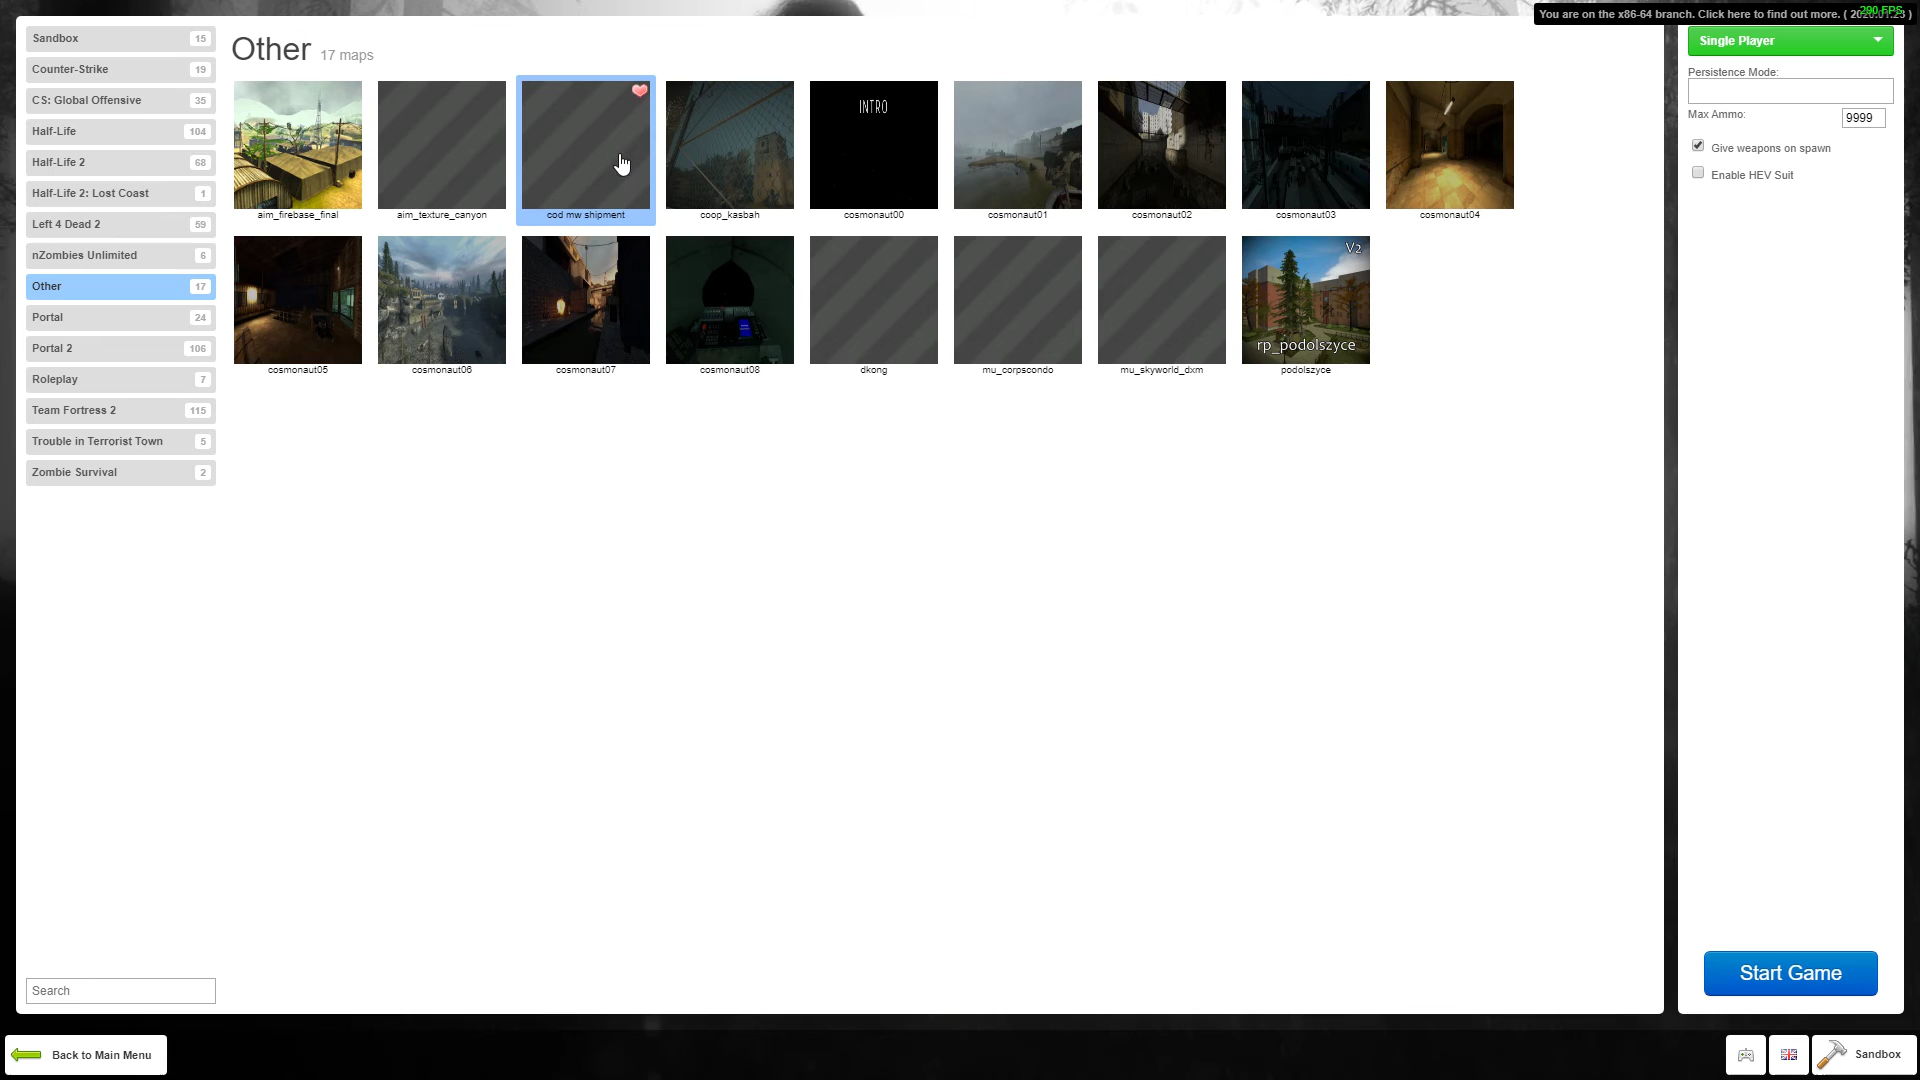 You are on the x86-64 branch. Click here to find out more. (
290 FPS
Sandbox 15
Counter-Strike 19
CS: Global Offensive 35
Half-Life 104
Half-Life 2 68
Half-Life 2: Lost Coast 1
Left 4 Dead 2 59
nZombies Unlimited 6
Other 17
Portal 24
Portal 2 106
Roleplay 7
Team Fortress 2 115
Trouble in Terrorist Town 5
Zombie Survival 2
Search
Other 17 maps
INTRO
aim_firebase_final
aim_texture_canyon
cod mw shipment
coop_kasbah
cosmonaut00
cosmonaut01
cosmonaut02
cosmonaut03
cosmonaut04
V2
rp_podolszyce
cosmonaut05
cosmonaut06
cosmonaut07
cosmonaut08
dkong
mu_corpscondo
mu_skyworld_dxm
podolszyce
Single Player
Persistence Mode:
Max Ammo: 9999
Give weapons on spawn
Enable HEV Suit
Start Game
Back to Main Menu
Sandbox